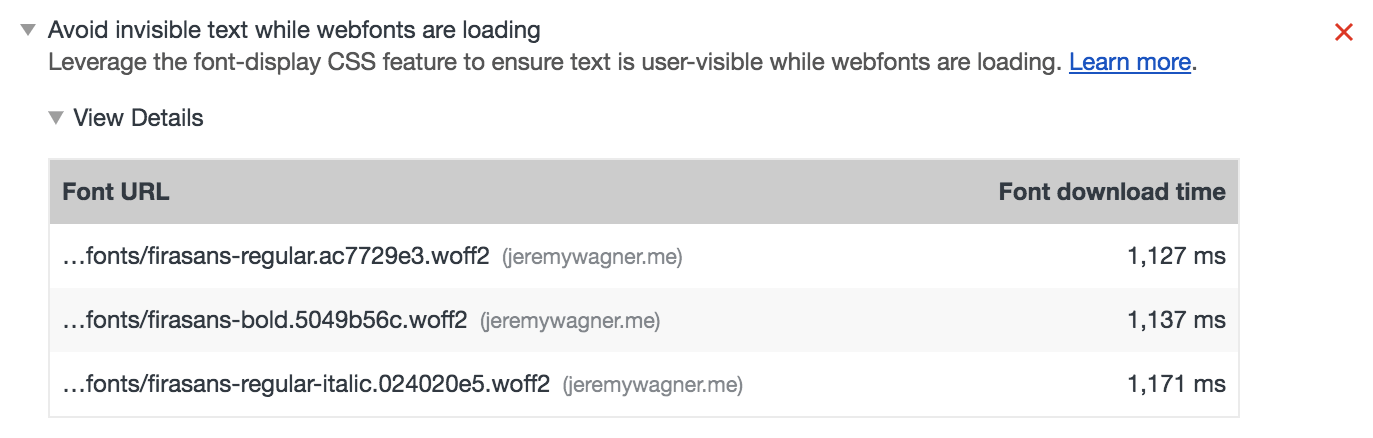 Avoid invisible text while webfonts are loading
Leverage the font-display CSS feature to ensure text is user-visible while webfonts are loading. Learn more.
View Details
Font URL Font download time
…fonts/firasans-regular.ac7729e3.woff2 (jeremywagner.me) 1,127 ms
…fonts/firasans-bold.5049b56c.woff2 (jeremywagner.me) 1,137 ms
…fonts/firasans-regular-italic.024020e5.woff2 (jeremywagner.me) 1,171 ms